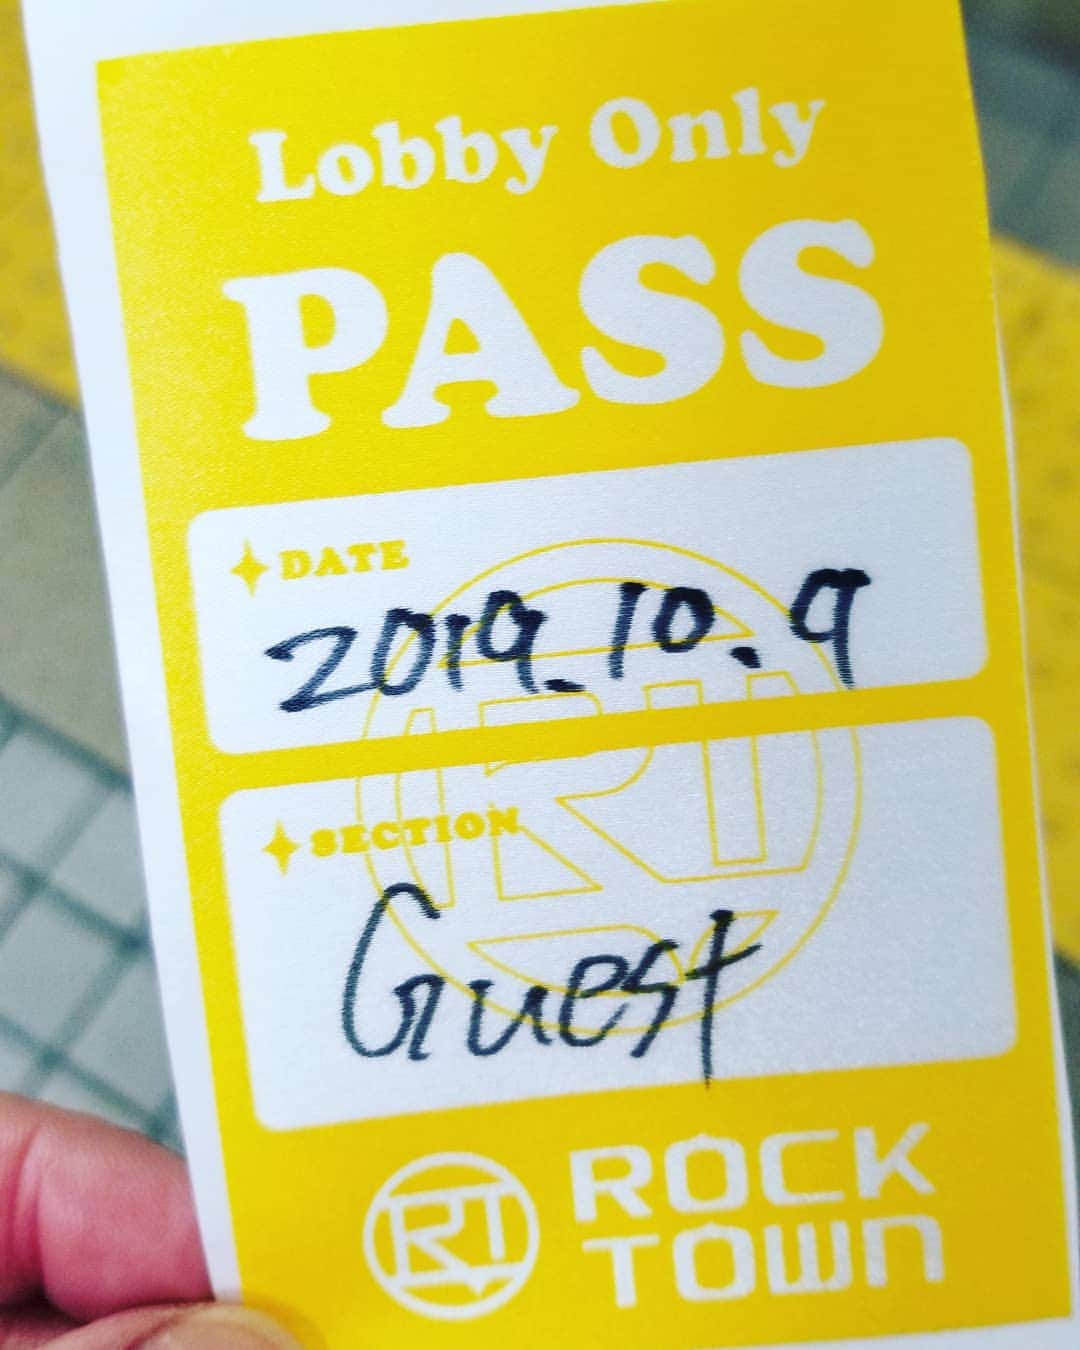 Lobby Only
PASS
DATE
2019.10.9
SECTION
Guest
RT
ROCK
TOWN